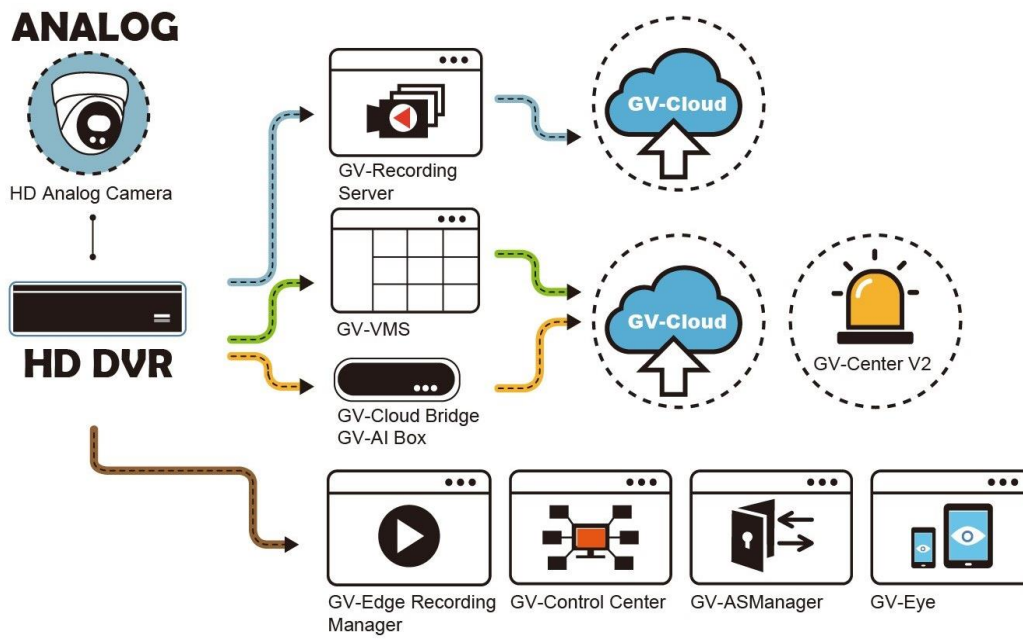 ANALOG
HD Analog Camera
HD DVR
GV-Recording
Server
GV-Cloud
GV-VMS
GV-Cloud Bridge
GV-AI Box
GV-Cloud
GV-Center V2
GV-Edge Recording
Manager
GV-Control Center
GV-ASManager
GV-Eye